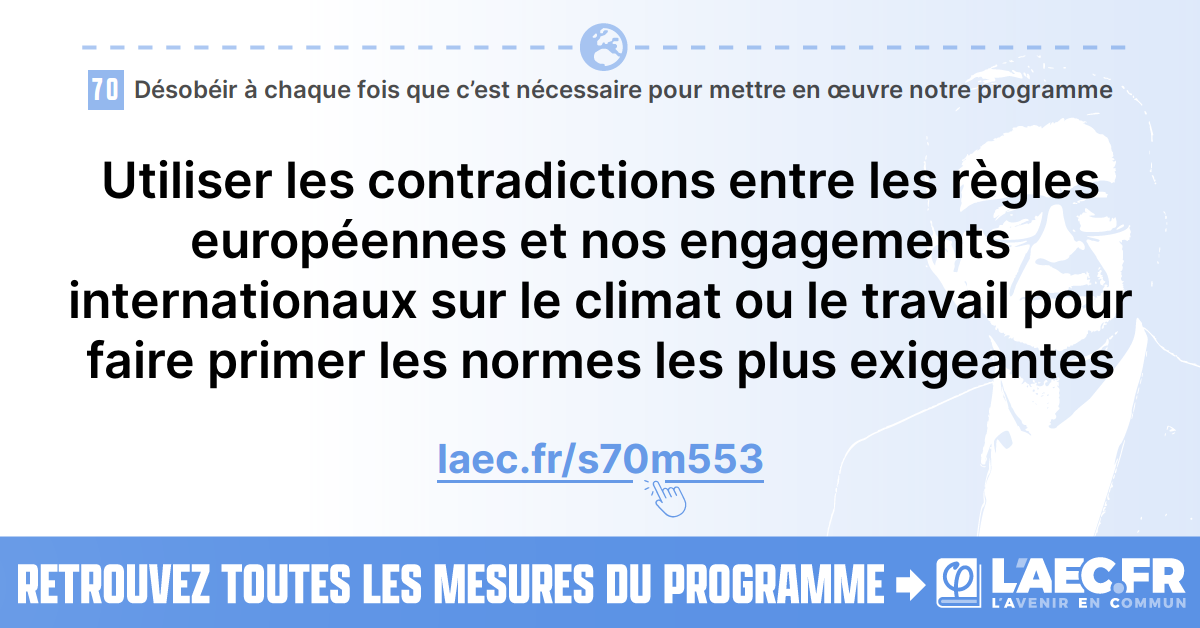 70 Désobéir à chaque fois que c’est nécessaire pour mettre en œuvre notre programme
Utiliser les contradictions entre les règles
européennes et nos engagements
internationaux sur le climat ou le travail pour
faire primer les normes les plus exigeantes
laec.fr/s70m553
RETROUVEZ TOUTES LES MESURES DU PROGRAMME
L'AEC.FR
L'AVENIR EN COMMUN